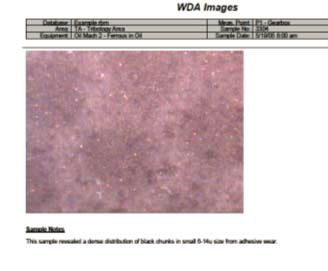 WDA Images
Database: Example.rbm Meas. Point: P1 - Gearbox
Area: TA - Tribology Area Sample No: 3304
Equipment: Oil Mach 2 - Ferrous in Oil Sample Date: 5/19/05 8:00 am
Sample Notes
This sample revealed a dense distribution of black chunks in small 6-14u size from adhesive wear.